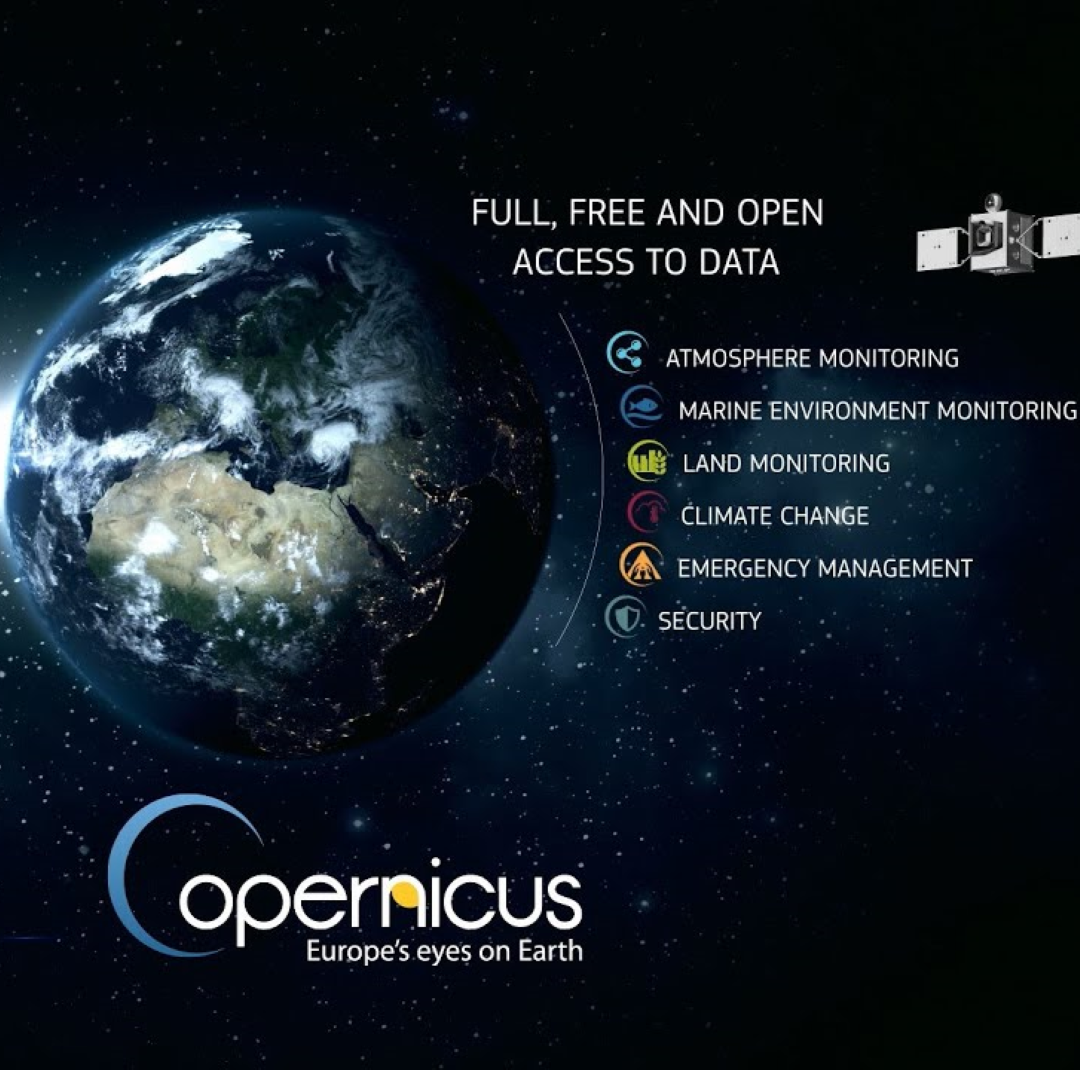 FULL, FREE AND OPEN
ACCESS TO DATA
ATMOSPHERE MONITORING
MARINE ENVIRONMENT MONITORING
LAND MONITORING
CLIMATE CHANGE
EMERGENCY MANAGEMENT
SECURITY
Copernicus
Europe's eyes on Earth